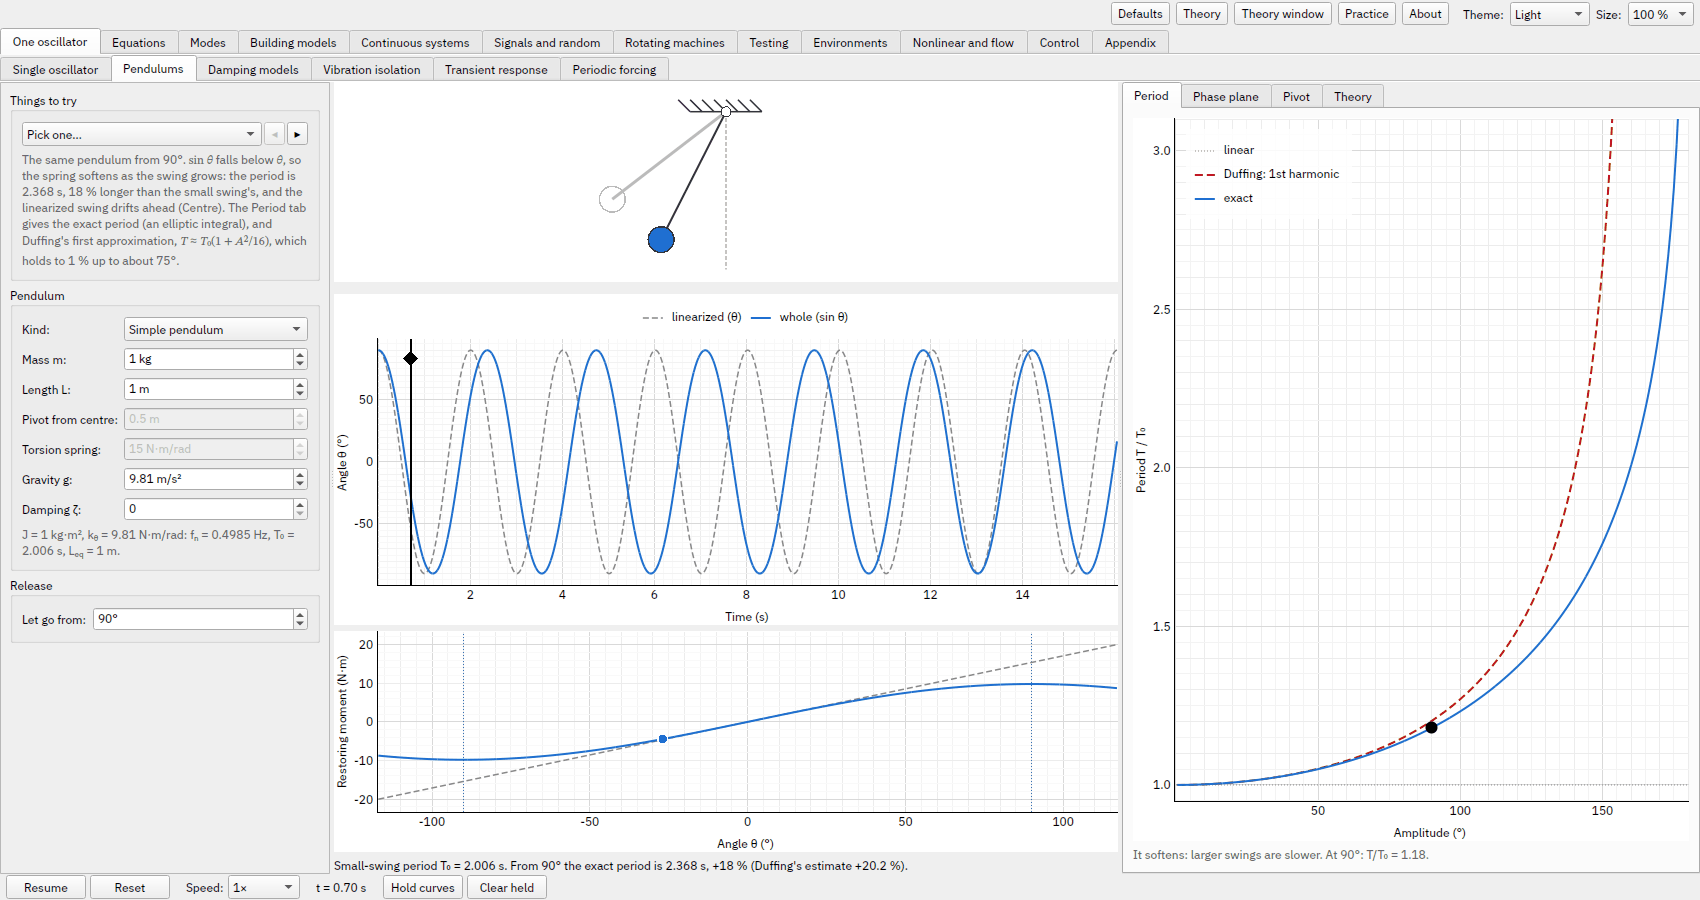 Defaults Theory Theory window Practice About Theme: Light Size: 100 %
One oscillator Equations Modes Building models Continuous systems Signals and random Rotating machines Testing Environments Nonlinear and flow Control Appendix
Single oscillator Pendulums Damping models Vibration isolation Transient response Periodic forcing
Things to try
Pick one...
The same pendulum from 90°. sin θ falls below θ, so
the spring softens as the swing grows: the period is
2.368 s, 18 % longer than the small swing's, and the
linearized swing drifts ahead (Centre). The Period tab
gives the exact period (an elliptic integral), and
Duffing's first approximation, T ≈ T₀(1 + A²/16), which
holds to 1 % up to about 75°.
Pendulum
Kind: Simple pendulum
Mass m: 1 kg
Length L: 1 m
Pivot from centre: 0.5 m
Torsion spring: 15 N·m/rad
Gravity g: 9.81 m/s²
Damping ζ: 0
J = 1 kg·m², kθ = 9.81 N·m/rad: fₙ = 0.4985 Hz, T₀ =
2.006 s, Leq = 1 m.
Release
Let go from: 90°
linearized (θ) whole (sin θ)
Angle θ (°)
50
0
-50
2 4 6 8 10 12 14
Time (s)
Restoring moment (N·m)
20
10
0
-10
-20
-100 -50 0 50 100
Angle θ (°)
Small-swing period T₀ = 2.006 s. From 90° the exact period is 2.368 s, +18 % (Duffing's estimate +20.2 %).
Period Phase plane Pivot Theory
linear
Duffing: 1st harmonic
exact
Period T / T₀
3.0
2.5
2.0
1.5
1.0
50 100 150
Amplitude (°)
It softens: larger swings are slower. At 90°: T/T₀ = 1.18.
Resume Reset Speed: 1× t = 0.70 s Hold curves Clear held